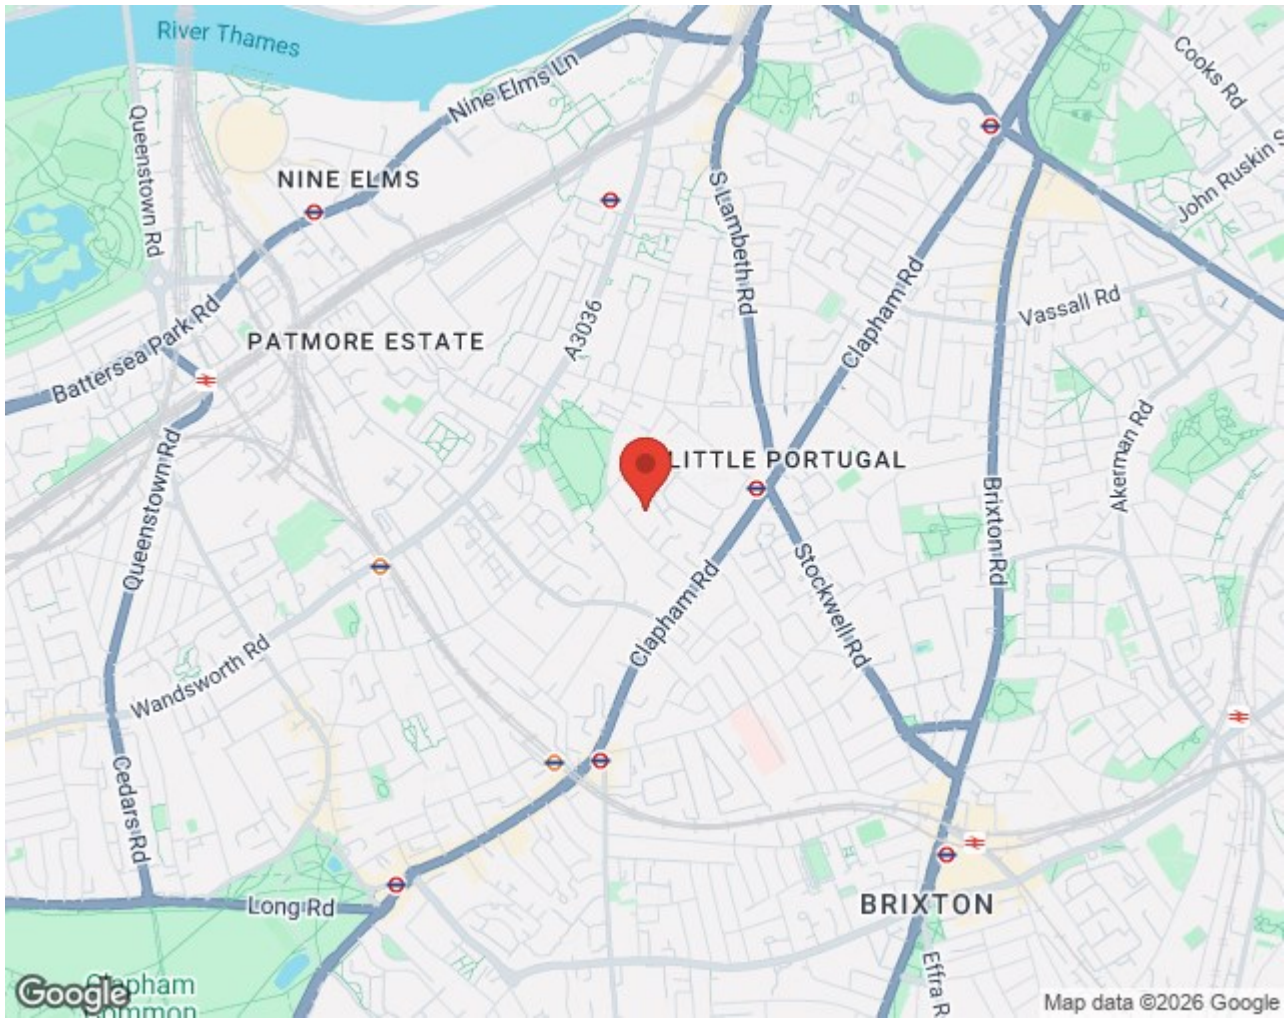 River Thames
Cooks Rd
Nine Elms Ln
Queenstown Rd
NINE ELMS
S Lambeth Rd
John Ruskin S
Clapham Rd
Vassall Rd
A3036
Battersea Park Rd
PATMORE ESTATE
LITTLE PORTUGAL
Akerman Rd
Queenstown Rd
Brixton Rd
Stockwell Rd
Clapham Rd
Wandsworth Rd
Cedars Rd
Long Rd
BRIXTON
Effra R
Clapham
Common
Google
Map data ©2026 Google